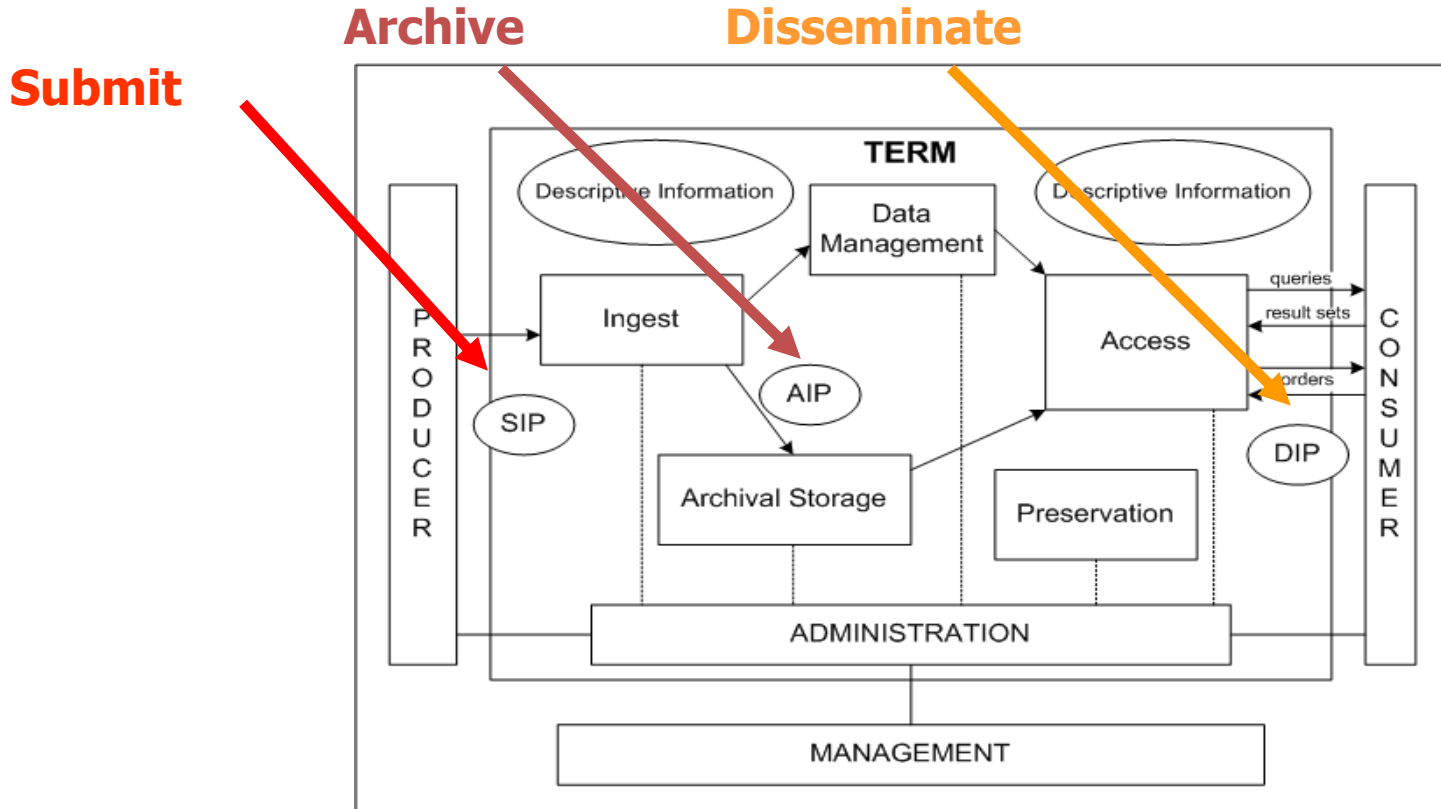 Archive
Disseminate
Submit
TERM
Descriptive Information
Descriptive Information
Data
Management
queries
result sets
orders
Ingest
Access
AIP
SIP
DIP
PRODUCER
CONSUMER
Archival Storage
Preservation
ADMINISTRATION
MANAGEMENT